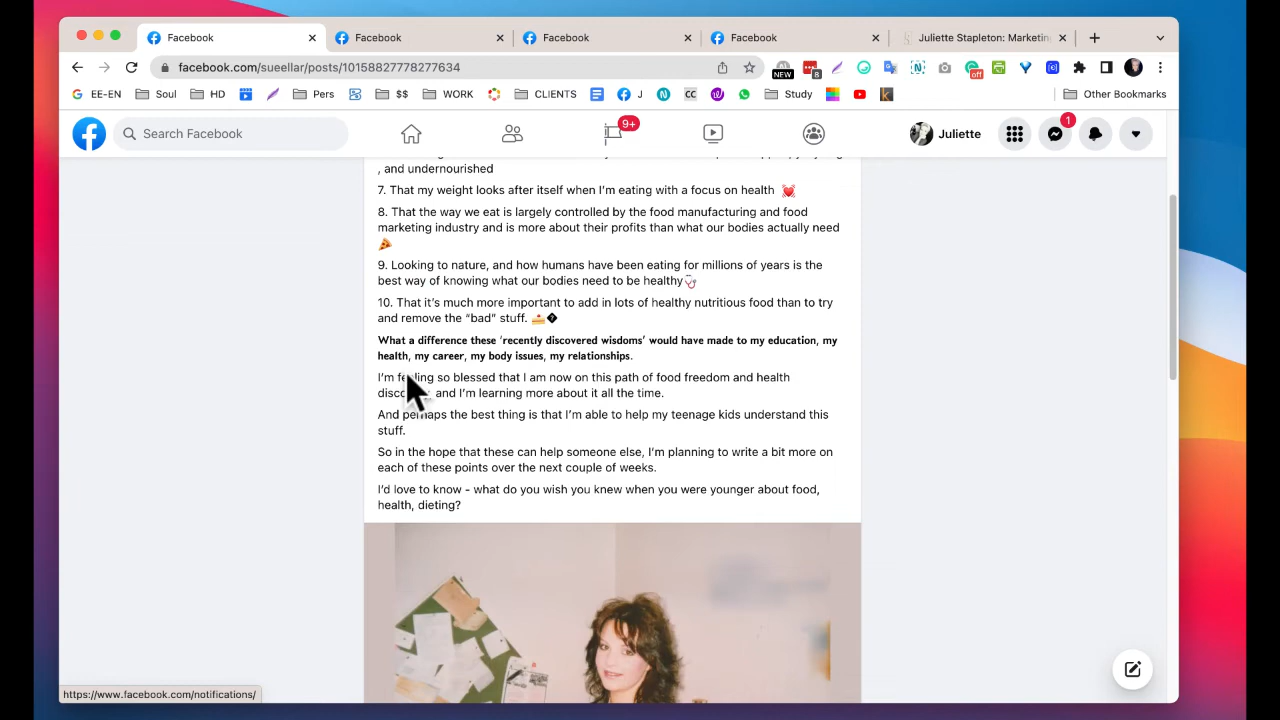 Facebook
Facebook
Facebook
Facebook
Juliette Stapleton: Marketin
facebook.com/sueellar/posts/10158827778277634
NEW
8
off
EE-EN
Soul
HD
Pers
$$
WORK
CLIENTS
J
CC
Study
Other Bookmarks
Search Facebook
9+
Juliette
1
, and undernourished
7. That my weight looks after itself when I'm eating with a focus on health
8. That the way we eat is largely controlled by the food manufacturing and food
marketing industry and is more about their profits than what our bodies actually need
9. Looking to nature, and how humans have been eating for millions of years is the
best way of knowing what our bodies need to be healthy
10. That it's much more important to add in lots of healthy nutritious food than to try
and remove the “bad” stuff.
What a difference these ‘recently discovered wisdoms’ would have made to my education, my
health, my career, my body issues, my relationships.
I'm feeling so blessed that I am now on this path of food freedom and health
and I'm learning more about it all the time.
And perhaps the best thing is that I'm able to help my teenage kids understand this
stuff.
So in the hope that these can help someone else, I'm planning to write a bit more on
each of these points over the next couple of weeks.
I'd love to know - what do you wish you knew when you were younger about food,
health, dieting?
https://www.facebook.com/notifications/